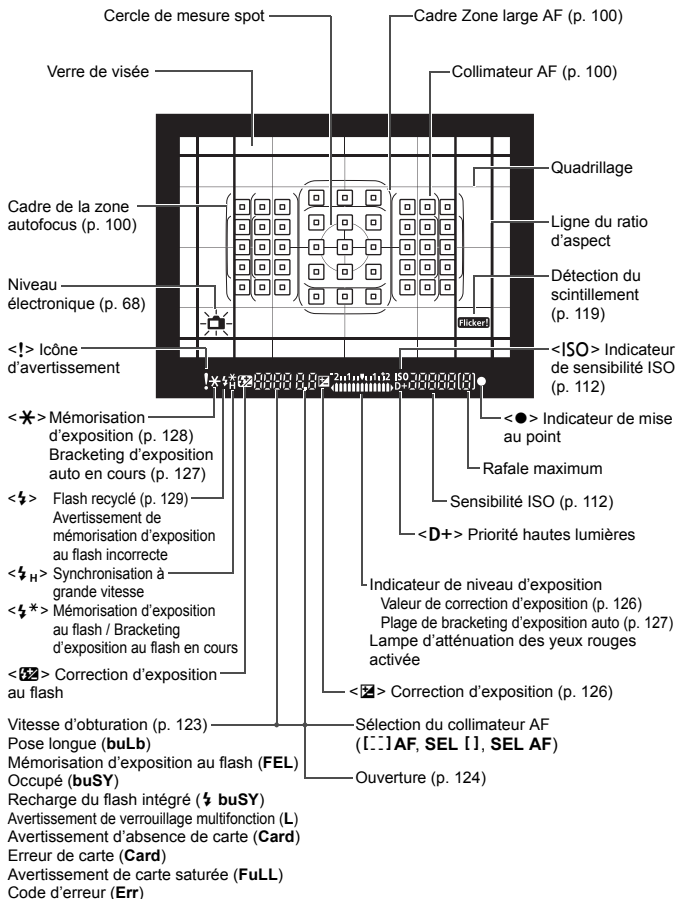 Cercle de mesure spot
Cadre Zone large AF (p. 100)
Verre de visée
Collimateur AF (p. 100)
Quadrillage
Cadre de la zone
autofocus (p. 100)
Ligne du ratio
d’aspect
Niveau
électronique (p. 68)
Détection du
scintillement
(p. 119)
Flicker!
<!> Icône
d’avertissement
<ISO> Indicateur
de sensibilité ISO
(p. 112)
<✱> Mémorisation
d’exposition (p. 128)
Bracketing d’exposition
auto en cours (p. 127)
<●> Indicateur de mise
au point
Rafale maximum
<⚡> Flash recyclé (p. 129)
Avertissement de
mémorisation d’exposition
au flash incorrecte
Sensibilité ISO (p. 112)
<D+> Priorité hautes lumières
<⚡H> Synchronisation à
grande vitesse
<⚡*> Mémorisation d’exposition
au flash / Bracketing
d’exposition au flash en cours
Indicateur de niveau d’exposition
Valeur de correction d’exposition (p. 126)
Plage de bracketing d’exposition auto (p. 127)
Lampe d’atténuation des yeux rouges
activée
<> Correction d’exposition
au flash
<> Correction d’exposition (p. 126)
Vitesse d’obturation (p. 123)
Pose longue (buLb)
Mémorisation d’exposition au flash (FEL)
Occupé (buSY)
Recharge du flash intégré (⚡ buSY)
Avertissement de verrouillage multifonction (L)
Avertissement d’absence de carte (Card)
Erreur de carte (Card)
Avertissement de carte saturée (FuLL)
Code d’erreur (Err)
Sélection du collimateur AF
([ ] AF, SEL [ ], SEL AF)
Ouverture (p. 124)